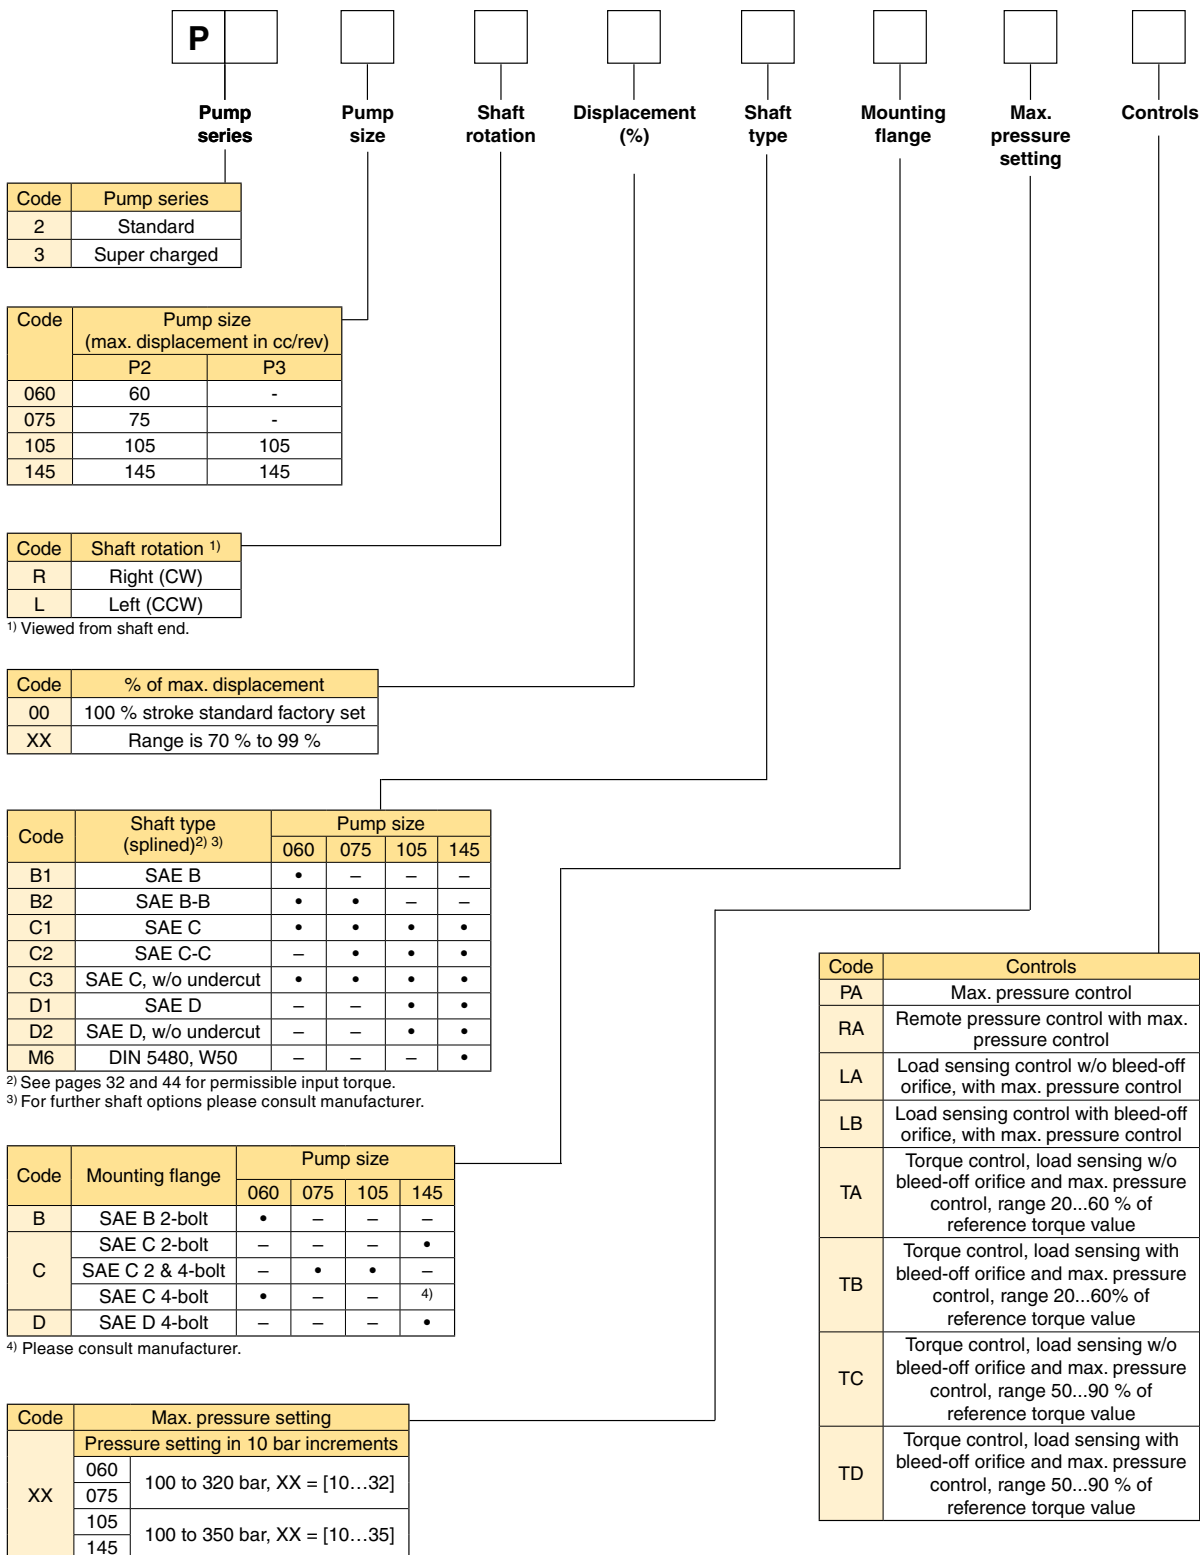 P
Pump series
Pump size
Shaft rotation
Displacement (%)
Shaft type
Mounting flange
Max. pressure setting
Controls
Code Pump series
2 Standard
3 Super charged
Code Pump size
(max. displacement in cc/rev)
P2 P3
060 60 -
075 75 -
105 105 105
145 145 145
Code Shaft rotation 1)
R Right (CW)
L Left (CCW)
1) Viewed from shaft end.
Code % of max. displacement
00 100 % stroke standard factory set
XX Range is 70 % to 99 %
Code Shaft type (splined)2) 3) Pump size
060 075 105 145
B1 SAE B • – – –
B2 SAE B-B • • – –
C1 SAE C • • • •
C2 SAE C-C – • • •
C3 SAE C, w/o undercut • • • •
D1 SAE D – – • •
D2 SAE D, w/o undercut – – • •
M6 DIN 5480, W50 – – – •
2) See pages 32 and 44 for permissible input torque.
3) For further shaft options please consult manufacturer.
Code Mounting flange Pump size
060 075 105 145
B SAE B 2-bolt • – – –
C SAE C 2-bolt – – – •
SAE C 2 & 4-bolt – • • –
SAE C 4-bolt • – – 4)
D SAE D 4-bolt – – – •
4) Please consult manufacturer.
Code Max. pressure setting
Pressure setting in 10 bar increments
XX
060
075
100 to 320 bar, XX = [10…32]
105
145
100 to 350 bar, XX = [10…35]
Code Controls
PA Max. pressure control
RA Remote pressure control with max.
pressure control
LA Load sensing control w/o bleed-off
orifice, with max. pressure control
LB Load sensing control with bleed-off
orifice, with max. pressure control
TA Torque control, load sensing w/o
bleed-off orifice and max. pressure
control, range 20...60 % of
reference torque value
TB Torque control, load sensing with
bleed-off orifice and max. pressure
control, range 20...60% of
reference torque value
TC Torque control, load sensing w/o
bleed-off orifice and max. pressure
control, range 50...90 % of
reference torque value
TD Torque control, load sensing with
bleed-off orifice and max. pressure
control, range 50...90 % of
reference torque value